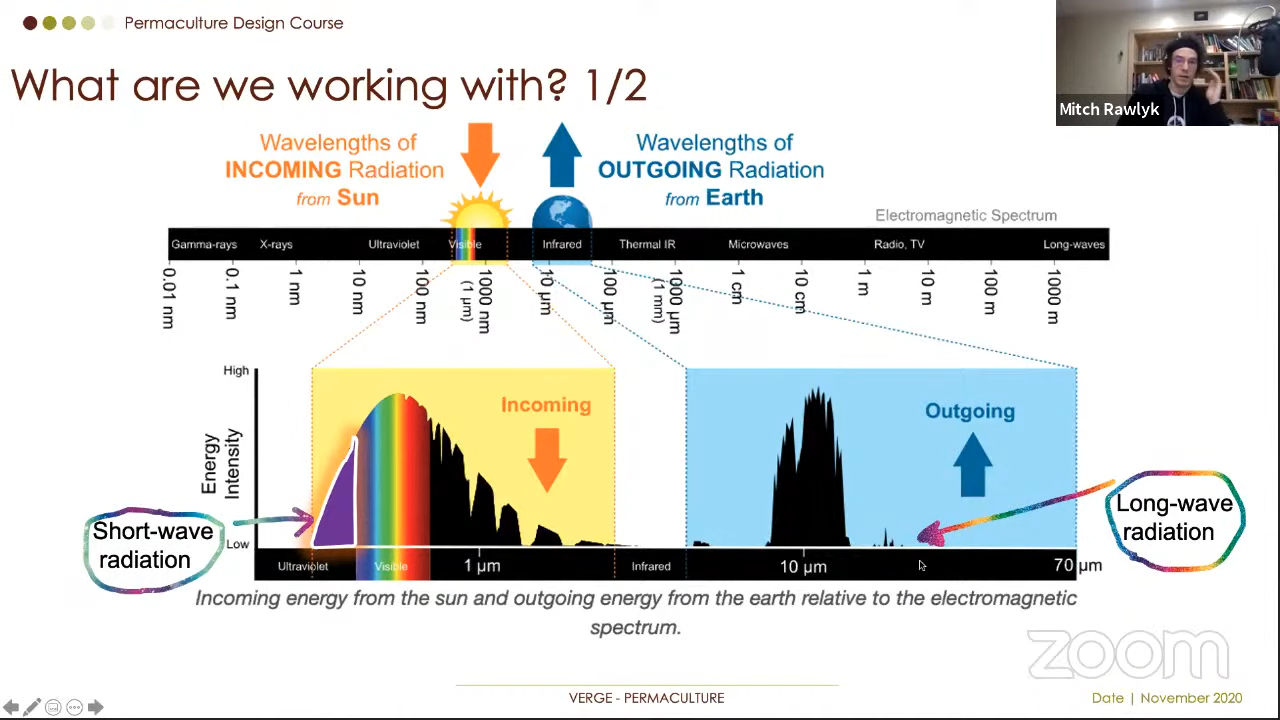 Permaculture Design Course
What are we working with? 1/2
Mitch Rawlyk
Wavelengths of
INCOMING Radiation
from Sun
Wavelengths of
OUTGOING Radiation
from Earth
Electromagnetic Spectrum
Gamma-rays X-rays Ultraviolet Visible Infrared Thermal IR Microwaves Radio, TV Long-waves
0.01 nm
0.1 nm
1 nm
10 nm
100 nm
1000 nm
(1 µm)
10 µm
100 µm
1000 µm
(1 mm)
1 cm
10 cm
1 m
10 m
100 m
1000 m
High
Energy
Intensity
Low
Incoming
Outgoing
Short-wave
radiation
Long-wave
radiation
Ultraviolet Visible 1 µm Infrared 10 µm 70 µm
Incoming energy from the sun and outgoing energy from the earth relative to the electromagnetic
spectrum.
zoom
VERGE - PERMACULTURE
Date | November 2020